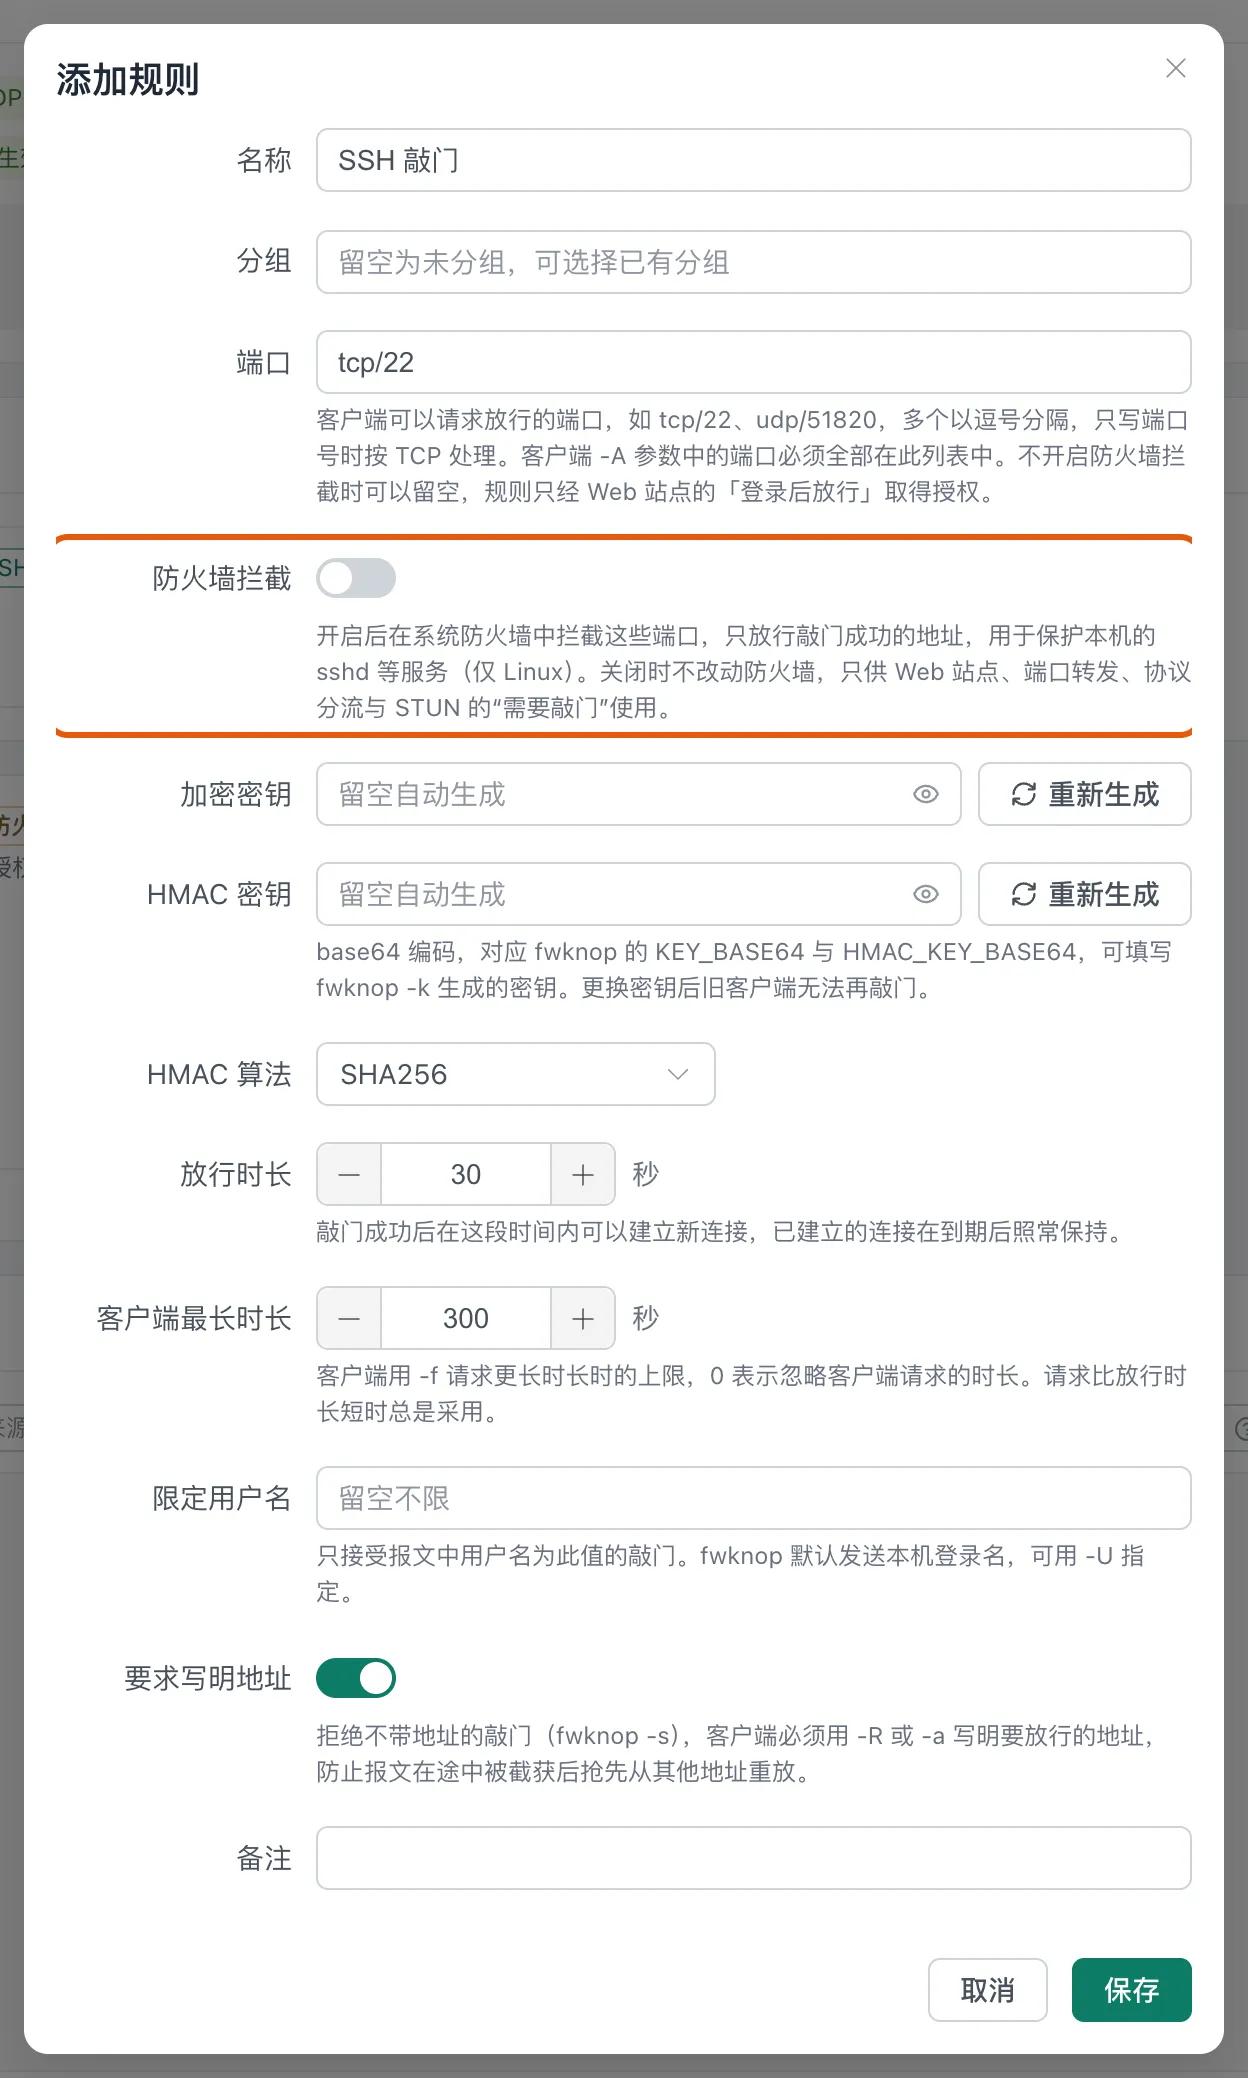 添加规则
名称
SSH 敲门
分组
留空为未分组，可选择已有分组
端口
tcp/22
客户端可以请求放行的端口，如 tcp/22、udp/51820，多个以逗号分隔，只写端口
号时按 TCP 处理。客户端 -A 参数中的端口必须全部在此列表中。不开启防火墙拦
截时可以留空，规则只经 Web 站点的「登录后放行」取得授权。
防火墙拦截
开启后在系统防火墙中拦截这些端口，只放行敲门成功的地址，用于保护本机的
sshd 等服务（仅 Linux）。关闭时不改动防火墙，只供 Web 站点、端口转发、协议
分流与 STUN 的“需要敲门”使用。
加密密钥
留空自动生成
重新生成
HMAC 密钥
留空自动生成
重新生成
base64 编码，对应 fwknop 的 KEY_BASE64 与 HMAC_KEY_BASE64，可填写
fwknop -k 生成的密钥。更换密钥后旧客户端无法再敲门。
HMAC 算法
SHA256
放行时长
30
秒
敲门成功后在这段时间内可以建立新连接，已建立的连接在到期后照常保持。
客户端最长时长
300
秒
客户端用 -f 请求更长时长时的上限，0 表示忽略客户端请求的时长。请求比放行时
长短时总是采用。
限定用户名
留空不限
只接受报文中用户名为此值的敲门。fwknop 默认发送本机登录名，可用 -U 指
定。
要求写明地址
拒绝不带地址的敲门（fwknop -s），客户端必须用 -R 或 -a 写明要放行的地址，
防止报文在途中被截获后抢先从其他地址重放。
备注
取消
保存